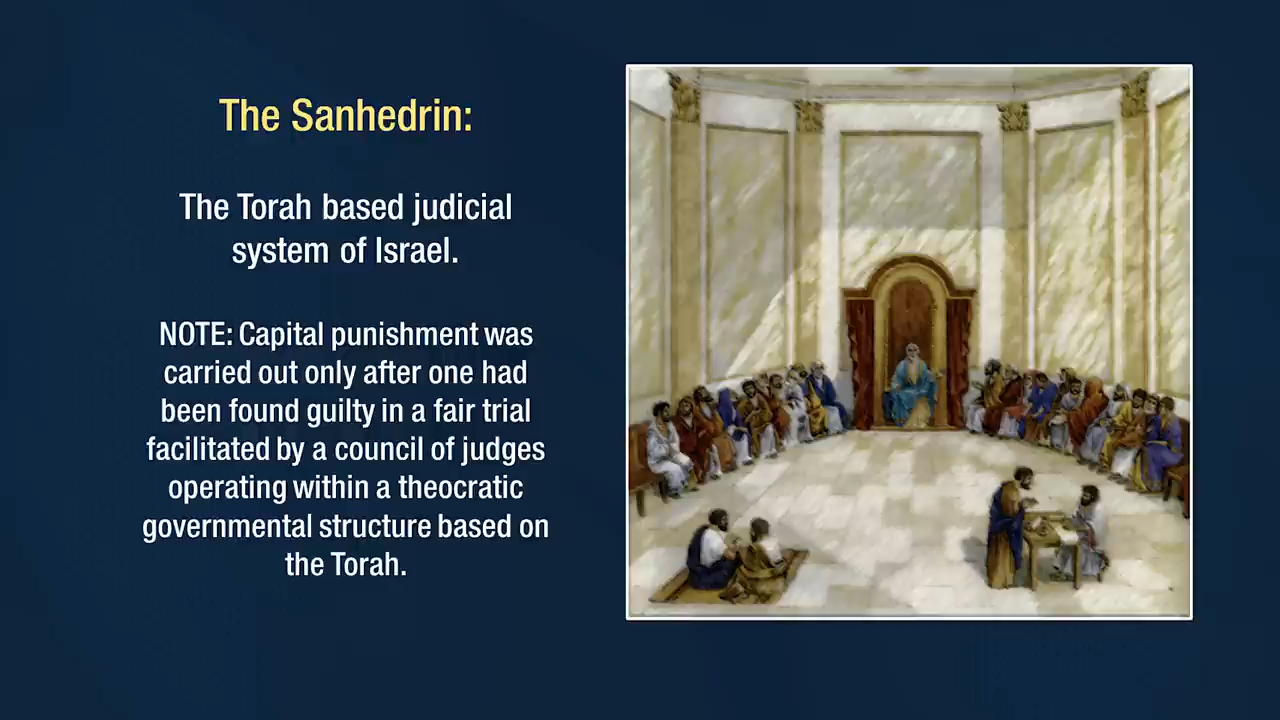 The Sanhedrin:
The Torah based judicial
system of Israel.
NOTE: Capital punishment was
carried out only after one had
been found guilty in a fair trial
facilitated by a council of judges
operating within a theocratic
governmental structure based on
the Torah.